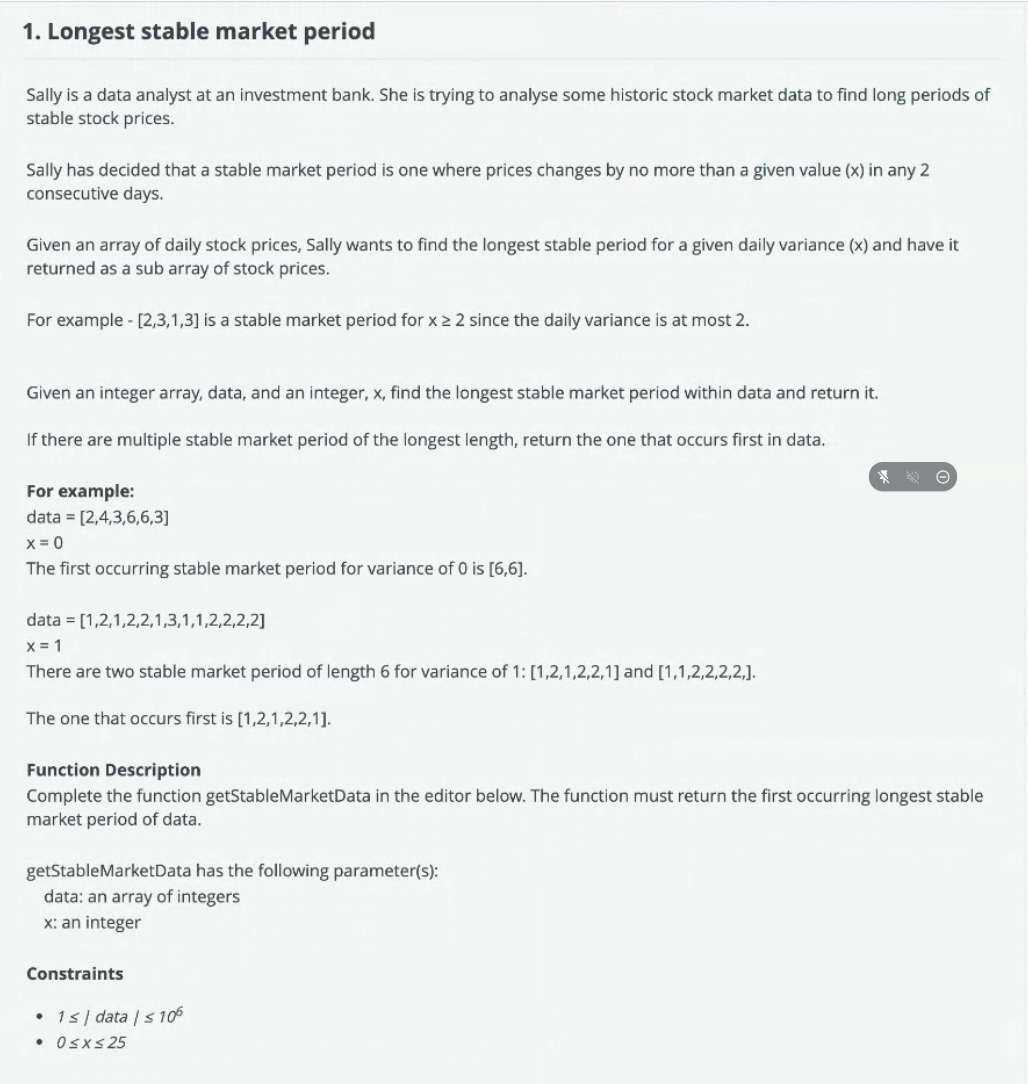 1. Longest stable market period
Sally is a data analyst at an investment bank. She is trying to analyse some historic stock market data to find long periods of
stable stock prices.
Sally has decided that a stable market period is one where prices changes by no more than a given value (x) in any 2
consecutive days.
Given an array of daily stock prices, Sally wants to find the longest stable period for a given daily variance (x) and have it
returned as a sub array of stock prices.
For example - [2,3,1,3] is a stable market period for x ≥ 2 since the daily variance is at most 2.
Given an integer array, data, and an integer, x, find the longest stable market period within data and return it.
If there are multiple stable market period of the longest length, return the one that occurs first in data.
For example:
data = [2,4,3,6,6,3]
x = 0
The first occurring stable market period for variance of 0 is [6,6].
data = [1,2,1,2,2,1,3,1,1,2,2,2,2]
x = 1
There are two stable market period of length 6 for variance of 1: [1,2,1,2,2,1] and [1,1,2,2,2,2,].
The one that occurs first is [1,2,1,2,2,1].
Function Description
Complete the function getStableMarketData in the editor below. The function must return the first occurring longest stable
market period of data.
getStableMarketData has the following parameter(s):
data: an array of integers
x: an integer
Constraints
• 1 ≤ | data | ≤ 10⁶
• 0 ≤ x ≤ 25